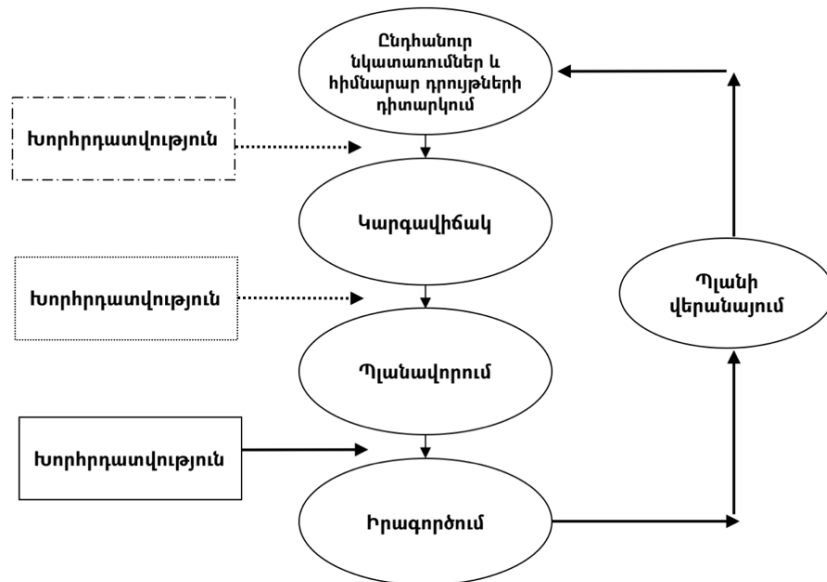 Ընդհանուր
նկատառումներ և
հիմնարար դրույթների
դիտարկում
Խորհրդատվություն
Կարգավիճակ
Խորհրդատվություն
Պլանի
վերանայում
Պլանավորում
Խորհրդատվություն
Իրագործում